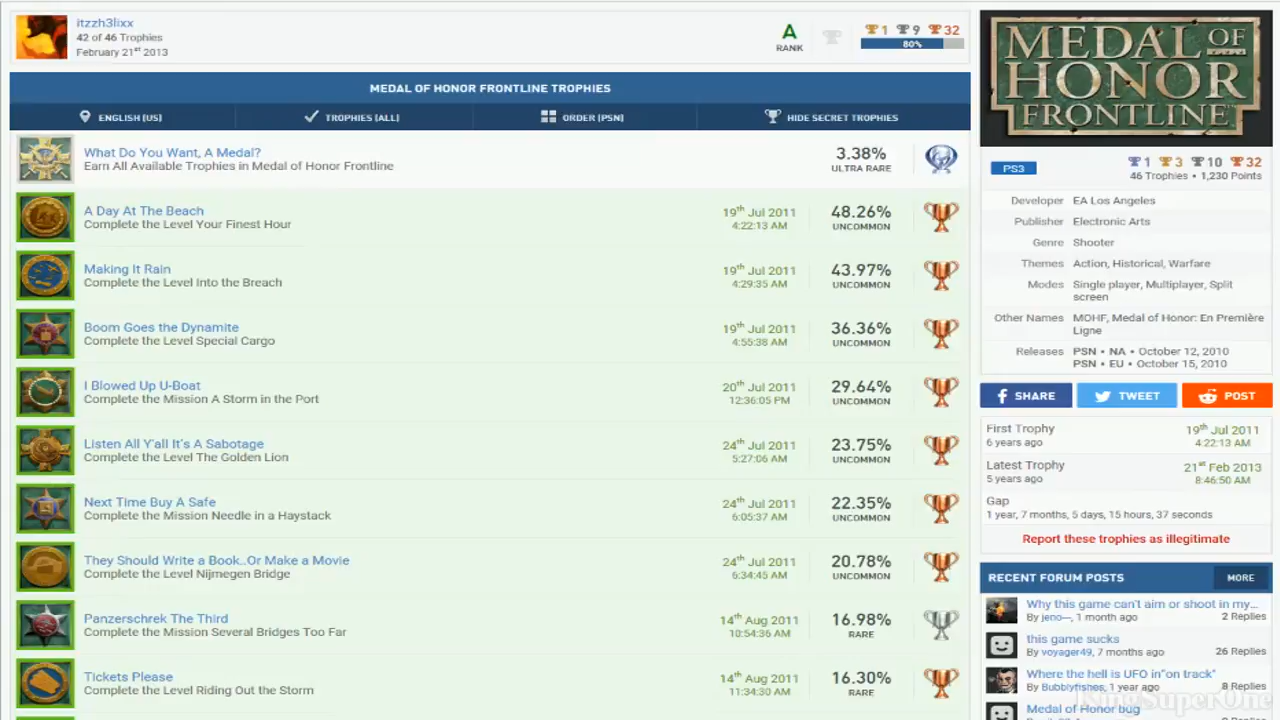 itzzh3lixx
42 of 46 Trophies
February 21st 2013
A
RANK
1 9 32
80%
MEDAL OF HONOR FRONTLINE TROPHIES
ENGLISH (US) TROPHIES (ALL) ORDER (PSN) HIDE SECRET TROPHIES
What Do You Want, A Medal?
Earn All Available Trophies in Medal of Honor Frontline
3.38%
ULTRA RARE
A Day At The Beach
Complete the Level Your Finest Hour
19th Jul 2011
4:22:13 AM
48.26%
UNCOMMON
Making It Rain
Complete the Level Into the Breach
19th Jul 2011
4:29:35 AM
43.97%
UNCOMMON
Boom Goes the Dynamite
Complete the Level Special Cargo
19th Jul 2011
4:55:38 AM
36.36%
UNCOMMON
I Blowed Up U-Boat
Complete the Mission A Storm in the Port
20th Jul 2011
12:36:05 PM
29.64%
UNCOMMON
Listen All Y'all It's A Sabotage
Complete the Level The Golden Lion
24th Jul 2011
5:27:06 AM
23.75%
UNCOMMON
Next Time Buy A Safe
Complete the Mission Needle in a Haystack
24th Jul 2011
6:05:37 AM
22.35%
UNCOMMON
They Should Write a Book..Or Make a Movie
Complete the Level Nijmegen Bridge
24th Jul 2011
6:34:45 AM
20.78%
UNCOMMON
Panzerschrek The Third
Complete the Mission Several Bridges Too Far
14th Aug 2011
10:54:36 AM
16.98%
RARE
Tickets Please
Complete the Level Riding Out the Storm
14th Aug 2011
11:34:30 AM
16.30%
RARE
MEDAL OF
HONOR
FRONTLINE
PS3
1 3 10 32
46 Trophies • 1,230 Points
Developer EA Los Angeles
Publisher Electronic Arts
Genre Shooter
Themes Action, Historical, Warfare
Modes Single player, Multiplayer, Split
screen
Other Names MOHF, Medal of Honor: En Première
Ligne
Releases PSN • NA • October 12, 2010
PSN • EU • October 15, 2010
SHARE TWEET POST
First Trophy
6 years ago
19th Jul 2011
4:22:13 AM
Latest Trophy
5 years ago
21st Feb 2013
8:46:50 AM
Gap
1 year, 7 months, 5 days, 15 hours, 37 seconds
Report these trophies as illegitimate
RECENT FORUM POSTS MORE
Why this game can't aim or shoot in my...
By jeno—, 1 month ago 2 Replies
this game sucks
By voyager49, 7 months ago 26 Replies
Where the hell is UFO in"on track"
By Bubblyfishes, 1 year ago 8 Replies
Medal of Honor bug
KingSuperOne